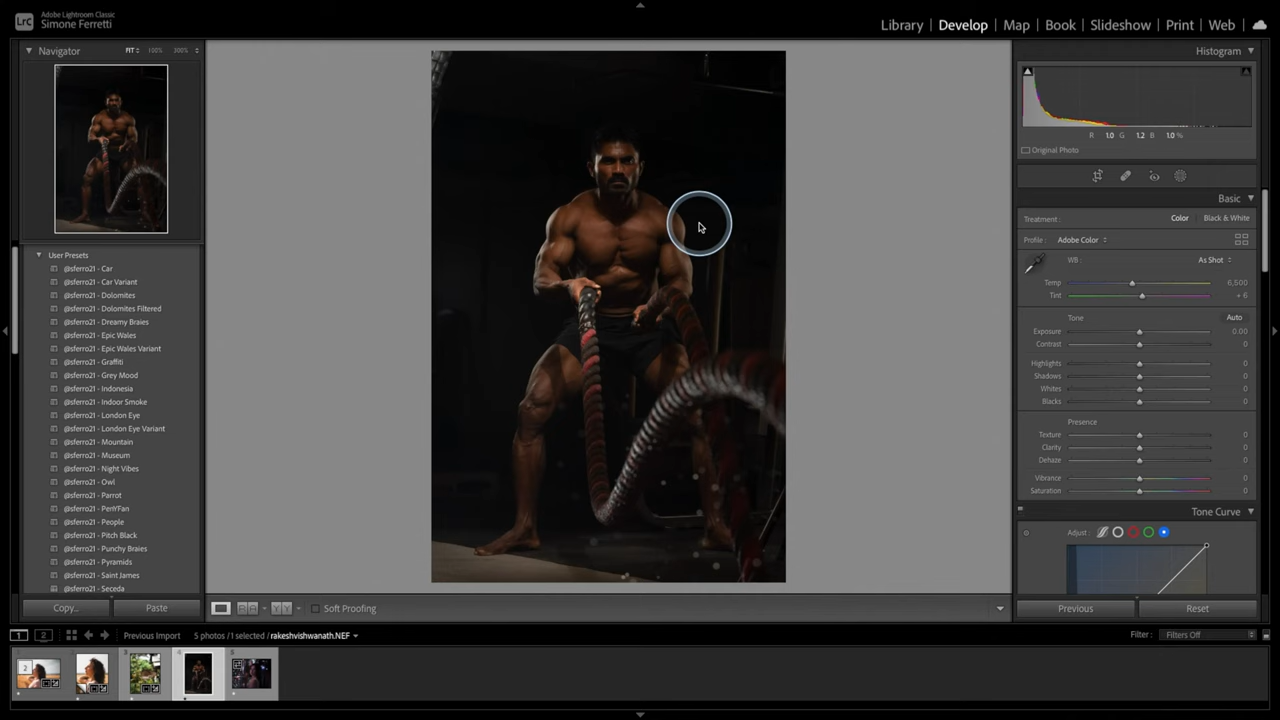 Adobe Lightroom Classic
Simone Ferretti
LrC
Library | Develop | Map | Book | Slideshow | Print | Web
Navigator FIT 100% 300%
User Presets
@sferro21 - Car
@sferro21 - Car Variant
@sferro21 - Dolomites
@sferro21 - Dolomites Filtered
@sferro21 - Dreamy Braies
@sferro21 - Epic Wales
@sferro21 - Epic Wales Variant
@sferro21 - Graffiti
@sferro21 - Grey Mood
@sferro21 - Indonesia
@sferro21 - Indoor Smoke
@sferro21 - London Eye
@sferro21 - London Eye Variant
@sferro21 - Mountain
@sferro21 - Museum
@sferro21 - Night Vibes
@sferro21 - Owl
@sferro21 - Parrot
@sferro21 - PerlYFan
@sferro21 - People
@sferro21 - Pitch Black
@sferro21 - Punchy Braies
@sferro21 - Pyramids
@sferro21 - Saint James
@sferro21 - Seceda
Copy... Paste
Soft Proofing
Histogram
R 1.0 G 1.2 B 1.0 %
Original Photo
Basic
Treatment: Color Black & White
Profile: Adobe Color
WB: As Shot
Temp 6,500
Tint + 6
Tone Auto
Exposure 0.00
Contrast 0
Highlights 0
Shadows 0
Whites 0
Blacks 0
Presence
Texture 0
Clarity 0
Dehaze 0
Vibrance 0
Saturation 0
Tone Curve
Adjust:
Previous Reset
1 2 Previous Import 5 photos / 1 selected / rakeshvishwanath.NEF Filter: Filters Off
2